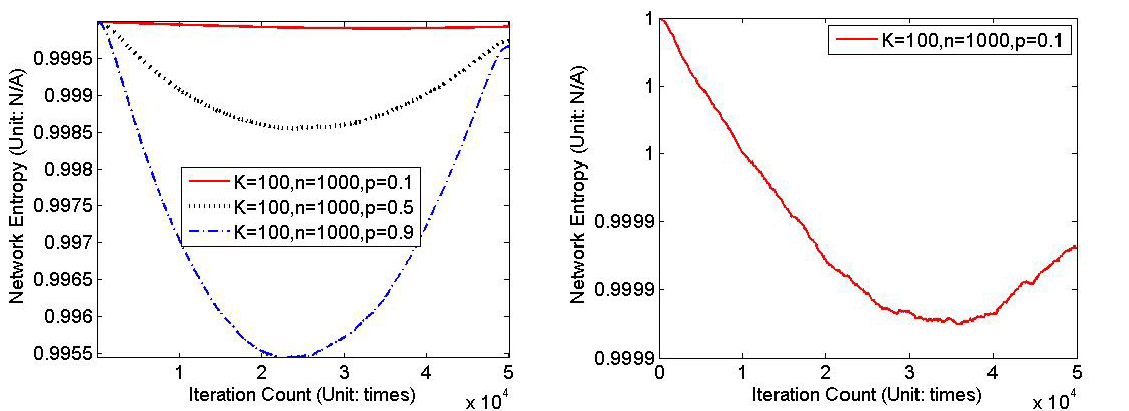 Network Entropy (Unit: N/A)
0.9995
0.999
0.9985
0.998
0.9975
0.997
0.9965
0.996
0.9955
K=100,n=1000,p=0.1
K=100,n=1000,p=0.5
K=100,n=1000,p=0.9
1
2
3
4
5
Iteration Count (Unit: times)
x 10^4
Network Entropy (Unit: N/A)
1
1
1
0.9999
0.9999
0.9999
K=100,n=1000,p=0.1
0
1
2
3
4
5
Iteration Count (Unit: times)
x 10^4